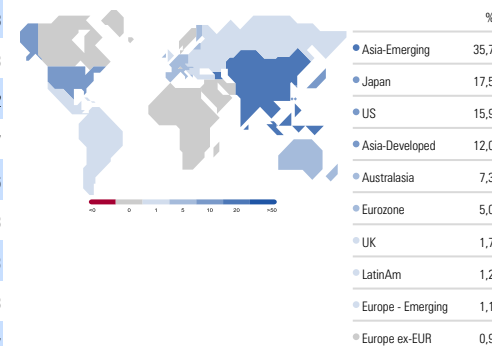 %
Asia-Emerging 35,7
Japan 17,5
US 15,9
Asia-Developed 12,0
Australasia 7,3
Eurozone 5,0
UK 1,7
LatinAm 1,2
Europe - Emerging 1,1
Europe ex-EUR 0,9
<0 0 1 5 10 20 >50